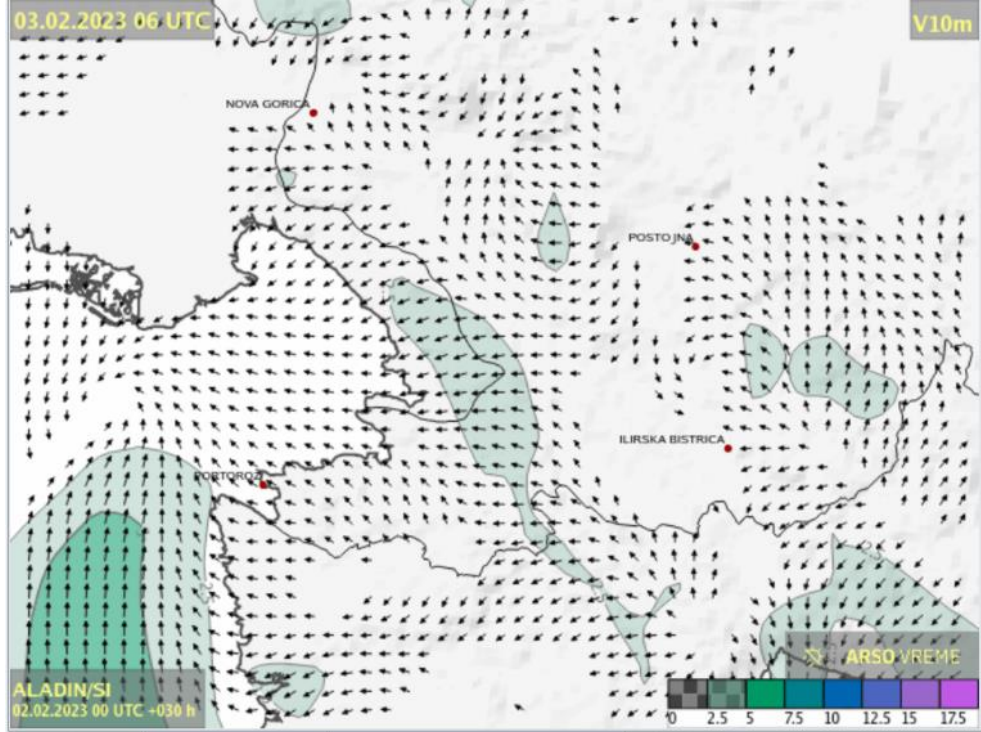 03.02.2023 06 UTC
V10m
NOVA GORICA
POSTOJNA
ILIRSKA BISTRICA
PORTOROZ
ARSO VREME
ALADIN/SI
02.02.2023 00 UTC +030 h
0 2.5 5 7.5 10 12.5 15 17.5